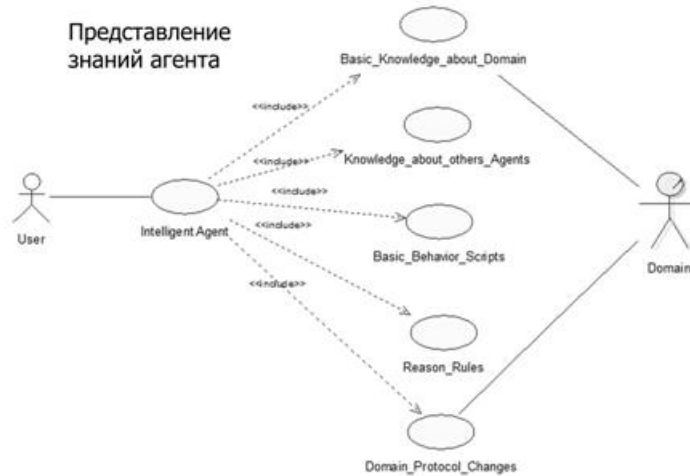 Представление
знаний агента
Basic_Knowledge_about_Domain
<<include>>
<<include>>
Knowledge_about_others_Agents
<<include>>
User
Intelligent Agent
<<include>>
Basic_Behavior_Scripts
Domain
<<include>>
Reason_Rules
Domain_Protocol_Changes